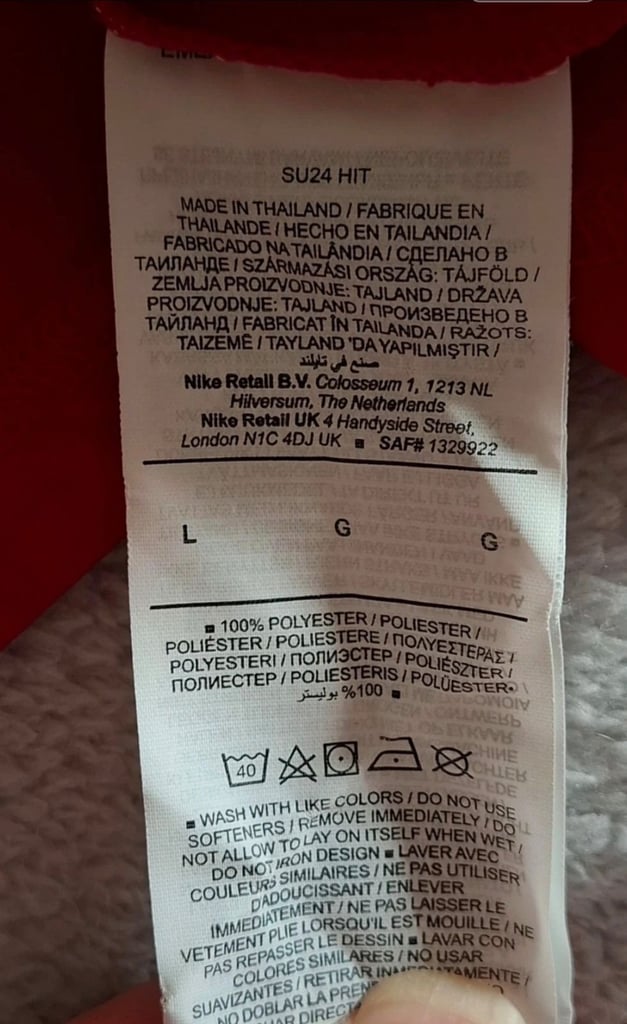 SU24 HIT
MADE IN THAILAND / FABRIQUE EN
THAILANDE / HECHO EN TAILANDIA /
FABRICADO NA TAILÂNDIA / СДЕЛАНО В
ТАИЛАНДЕ / SZÁRMAZÁSI ORSZÁG: TÁJFÖLD /
ZEMLJA PROIZVODNJE: TAJLAND / DRŽAVA
PROIZVODNJE: TAJLAND / ПРОИЗВЕДЕНО В
ТАЙЛАНД / FABRICAT ÎN TAILANDA / RAŽOTS:
TAIZEMĒ / TAYLAND 'DA YAPILMIŞTIR /
صنع في تايلند
Nike Retail B.V. Colosseum 1, 1213 NL
Hilversum, The Netherlands
Nike Retail UK 4 Handyside Street,
London N1C 4DJ UK ■ SAF# 1329922
L G G
■ 100% POLYESTER / POLIESTER /
POLIÉSTER / POLIESTERE / ΠΟΛΥΕΣΤΕΡΑΣ /
POLYESTERI / ПОЛИЭСТЕР / POLIÉSZTER /
ПОЛИЕСТЕР / POLIESTERIS / POLÜESTER
100% بوليستر ■
40
■ WASH WITH LIKE COLORS / DO NOT USE
SOFTENERS / REMOVE IMMEDIATELY / DO
NOT ALLOW TO LAY ON ITSELF WHEN WET /
DO NOT IRON DESIGN ■ LAVER AVEC
COULEURS SIMILAIRES / NE PAS UTILISER
D'ADOUCISSANT / ENLEVER
IMMEDIATEMENT / NE PAS LAISSER LE
VETEMENT PLIE LORSQU'IL EST MOUILLE / NE
PAS REPASSER LE DESSIN ■ LAVAR CON
COLORES SIMILARES / NO USAR
SUAVIZANTES / RETIRAR
NO DOBLAR LA